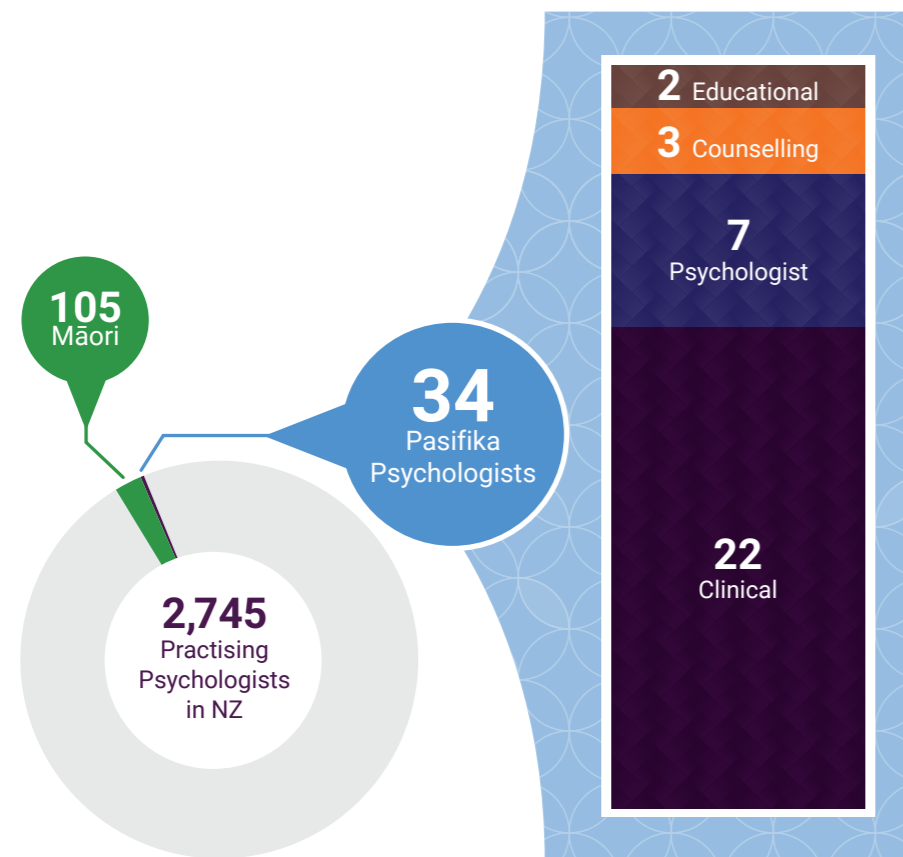 105
Māori
34
Pasifika
Psychologists
2,745
Practising
Psychologists
in NZ
2 Educational
3 Counselling
7
Psychologist
22
Clinical